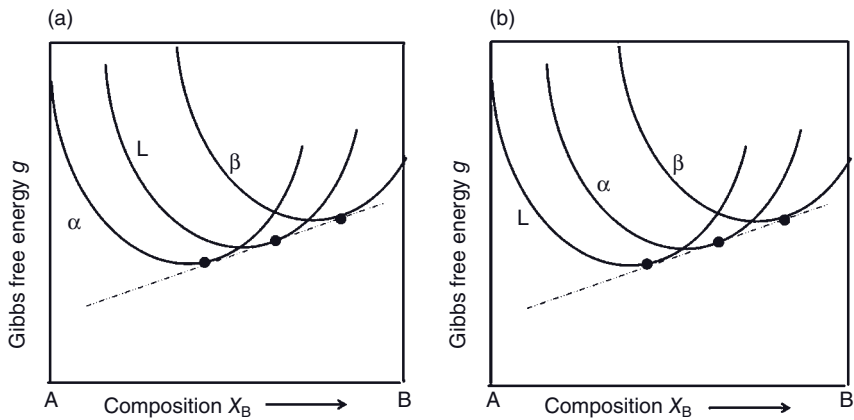 (a)
Gibbs free energy g
α
L
β
A
Composition X_B
B
(b)
Gibbs free energy g
L
α
β
A
Composition X_B
B